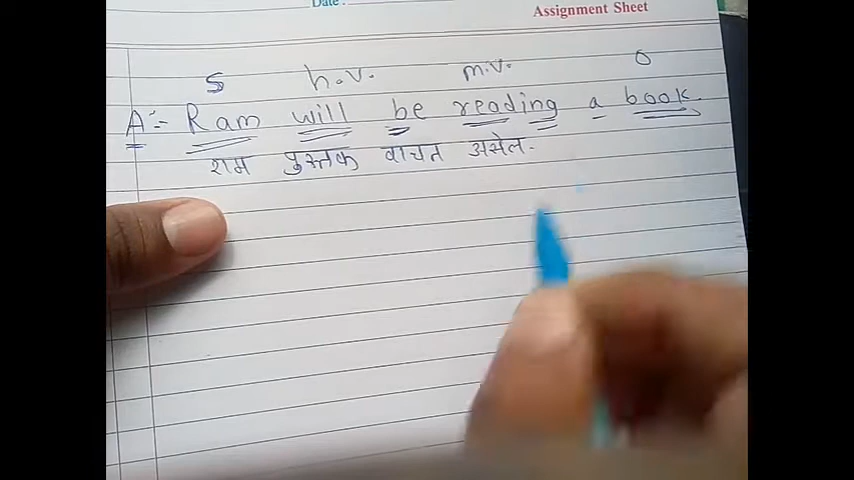 Date :
Assignment Sheet
S h.v. m.v. O
A:- Ram will be reading a book.
राम पुस्तक वाचत असेल.